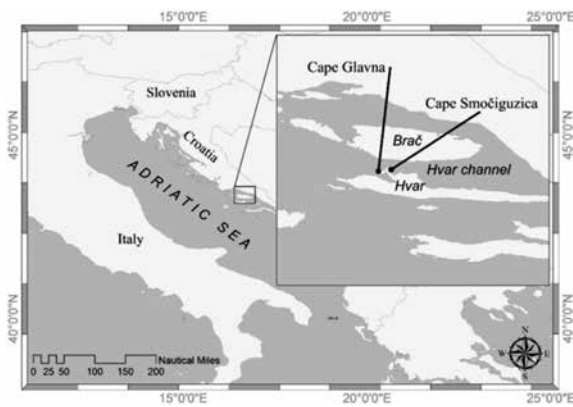 15°0'0"E 20°0'0"E 25°0'0"E
Cape Glavna
Slovenia
Cape Smočiguzica
45°0'0"N
45°0'0"N
Croatia
Brač
Hvar channel
Hvar
ADRIATIC SEA
Italy
40°0'0"N
40°0'0"N
N
W E
S
0 25 50 100 150 200 Nautical Miles
15°0'0"E 20°0'0"E 25°0'0"E